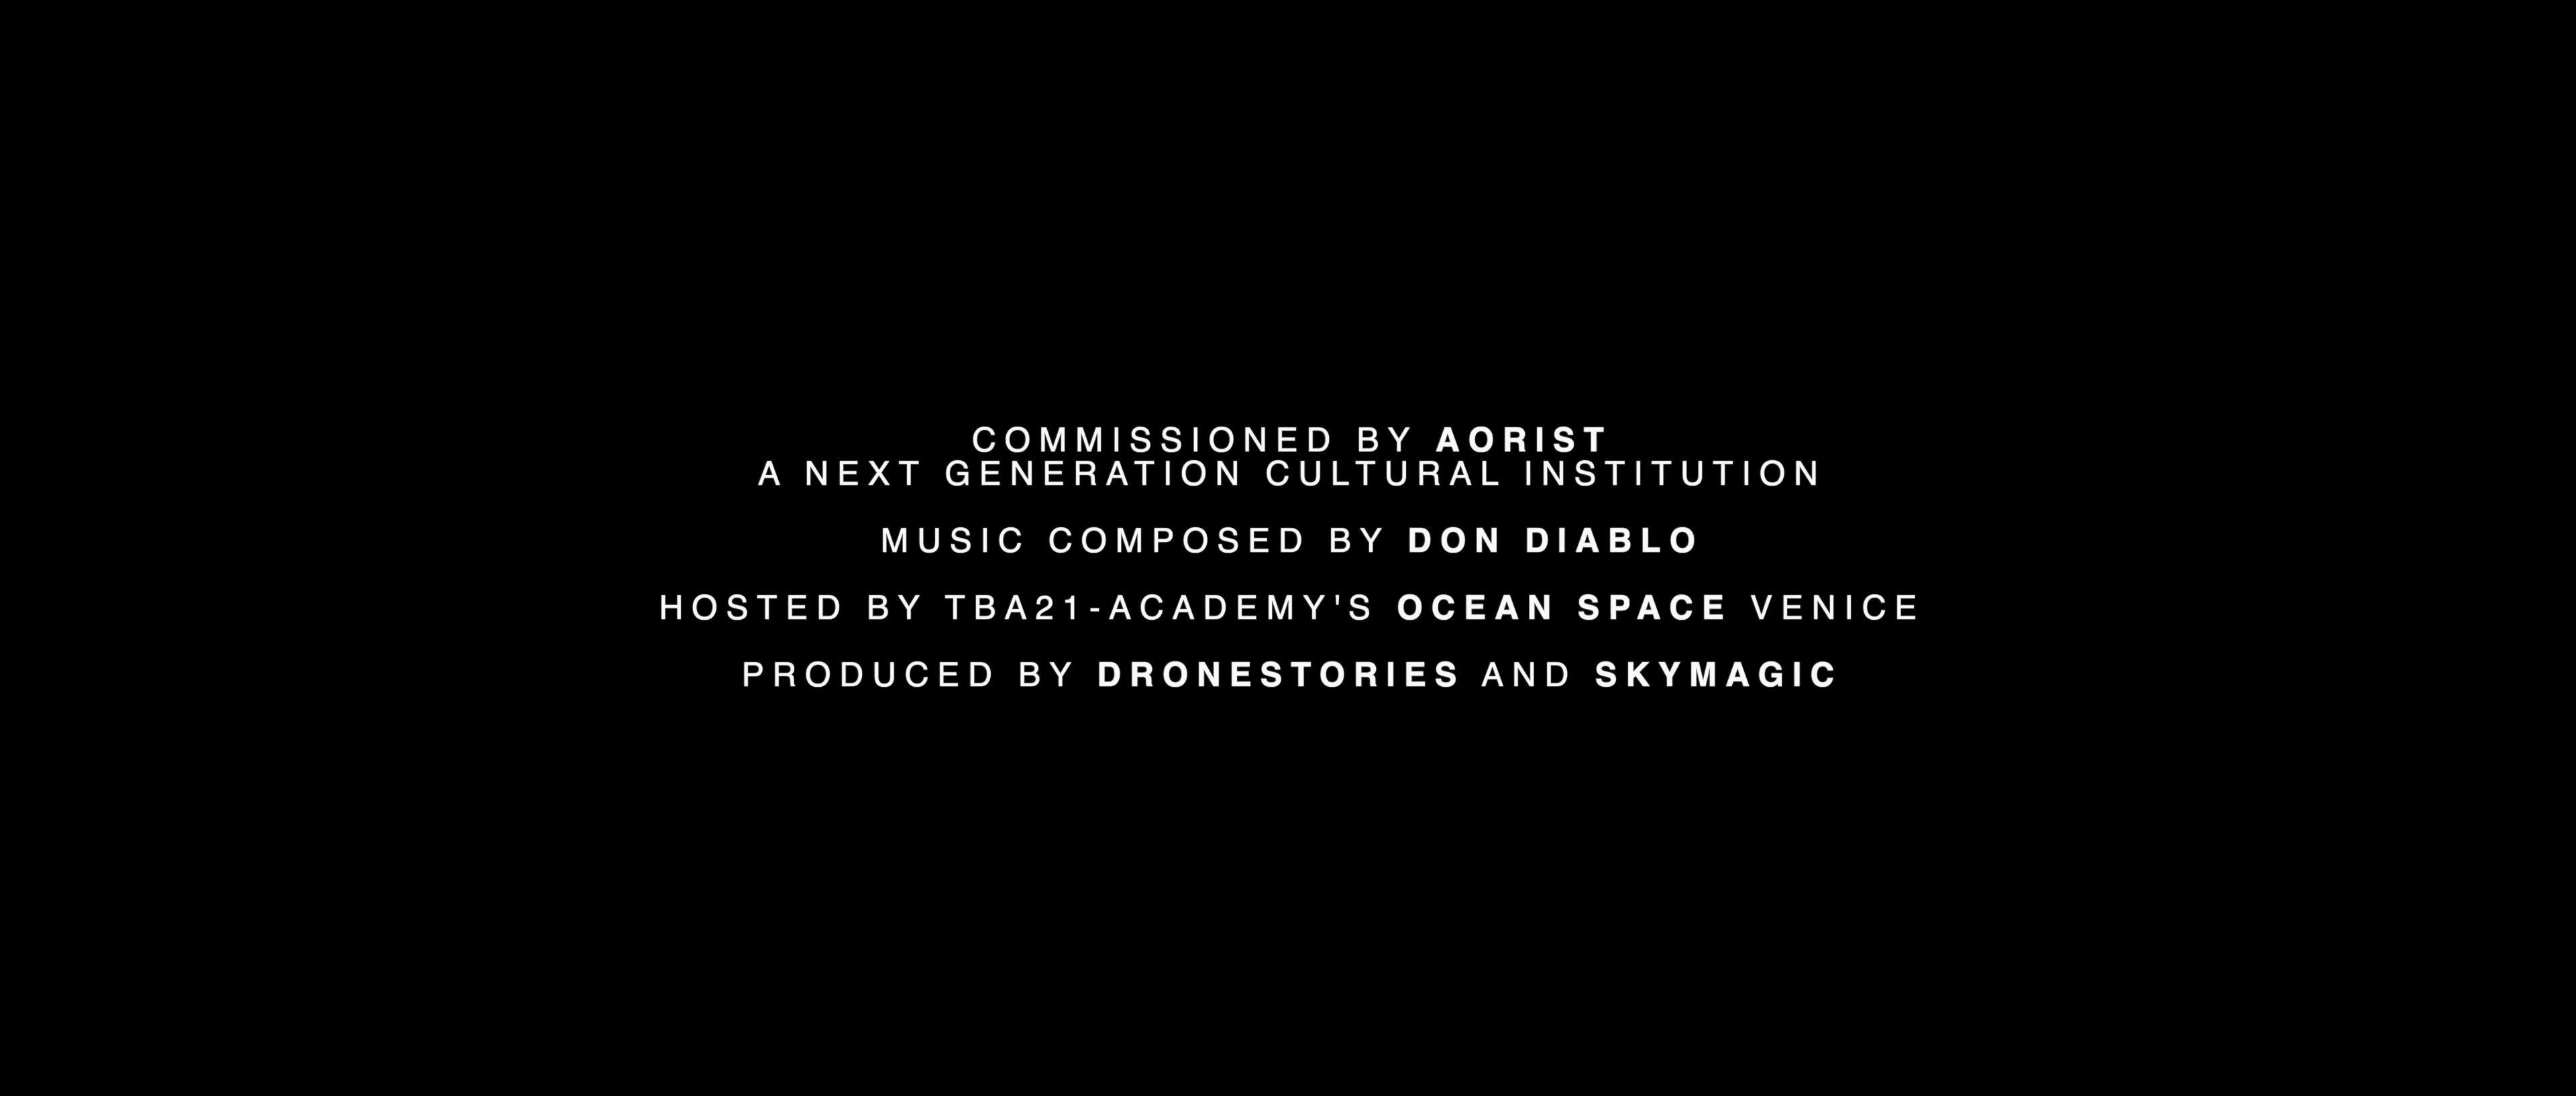 COMMISSIONED BY AORIST
A NEXT GENERATION CULTURAL INSTITUTION
MUSIC COMPOSED BY DON DIABLO
HOSTED BY TBA21-ACADEMY'S OCEAN SPACE VENICE
PRODUCED BY DRONESTORIES AND SKYMAGIC